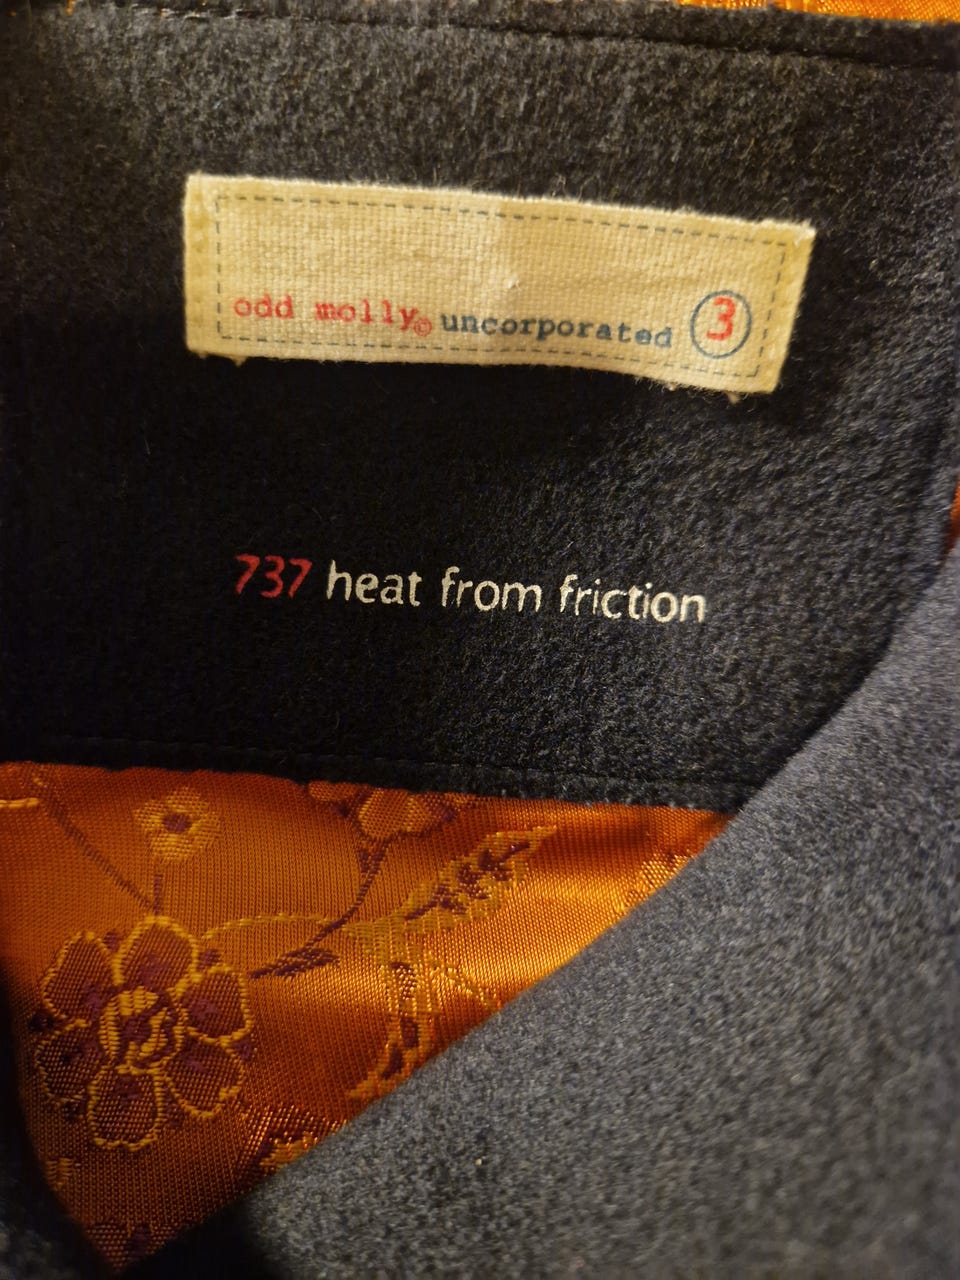 odd molly© uncorporated 3
737 heat from friction